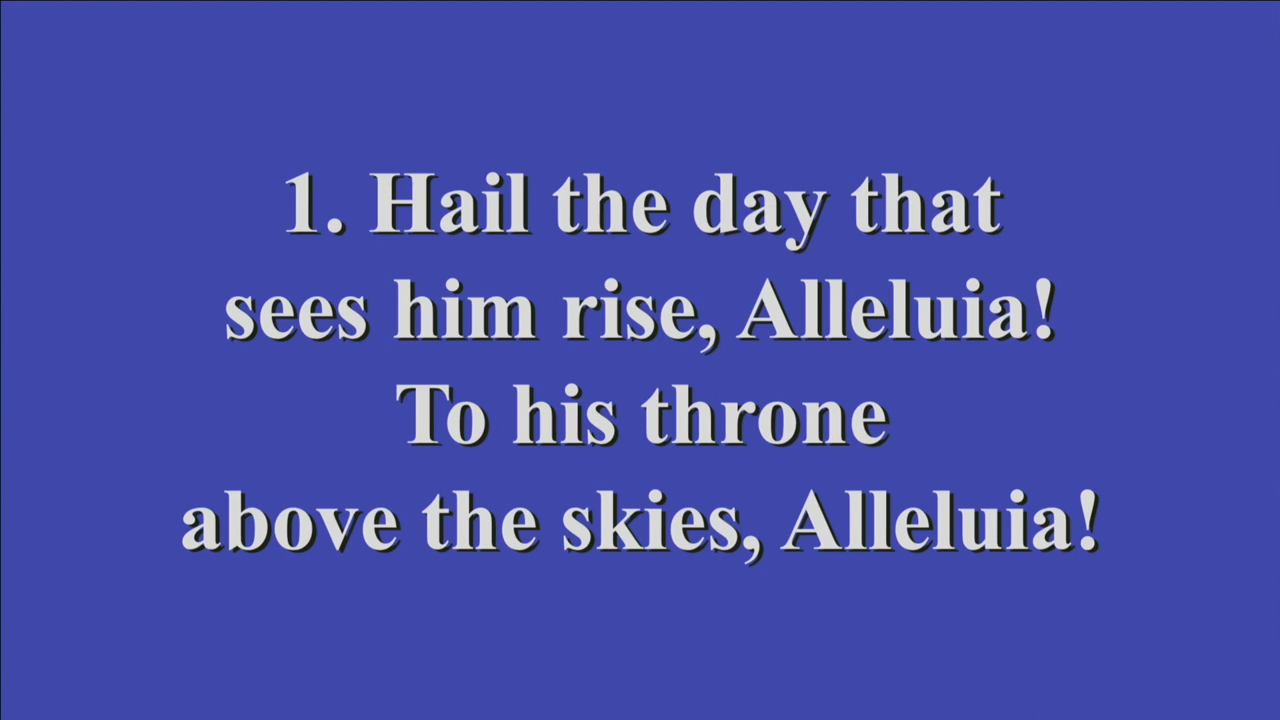 1. Hail the day that
sees him rise, Alleluia!
To his throne
above the skies, Alleluia!